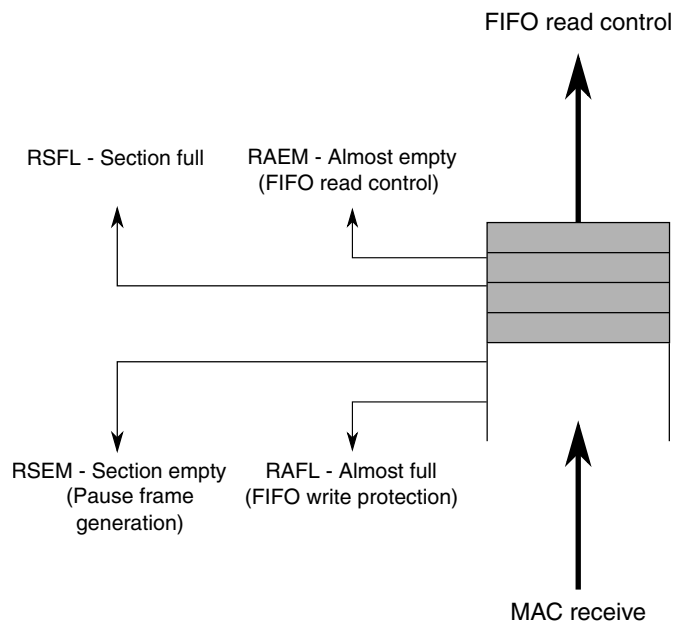 FIFO read control
RSFL - Section full
RAEM - Almost empty
(FIFO read control)
RSEM - Section empty
(Pause frame
generation)
RAFL - Almost full
(FIFO write protection)
MAC receive